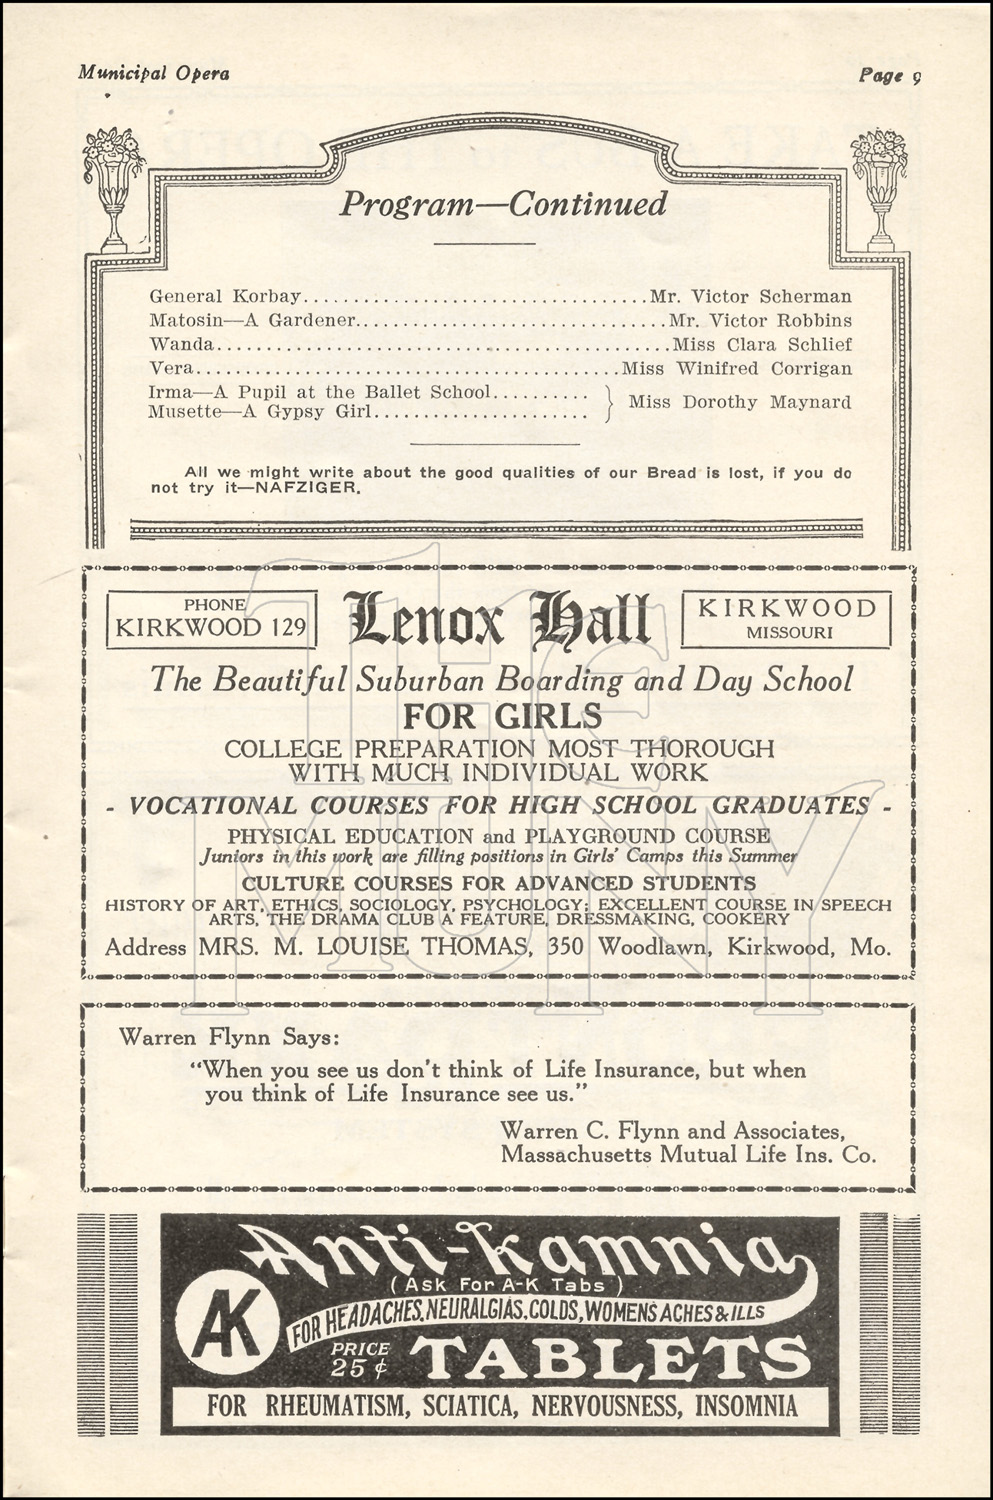 Municipal Opera Page 9
Program—Continued
General Korbay..................................Mr. Victor Scherman
Matosin—A Gardener...............................Mr. Victor Robbins
Wanda.............................................Miss Clara Schlief
Vera..........................................Miss Winifred Corrigan
Irma—A Pupil at the Ballet School..........
Musette—A Gypsy Girl.....................
} Miss Dorothy Maynard
All we might write about the good qualities of our Bread is lost, if you do
not try it—NAFZIGER.
PHONE
KIRKWOOD 129
Lenox Hall
KIRKWOOD
MISSOURI
The Beautiful Suburban Boarding and Day School
FOR GIRLS
COLLEGE PREPARATION MOST THOROUGH
WITH MUCH INDIVIDUAL WORK
- VOCATIONAL COURSES FOR HIGH SCHOOL GRADUATES -
PHYSICAL EDUCATION and PLAYGROUND COURSE
Juniors in this work are filling positions in Girls' Camps this Summer
CULTURE COURSES FOR ADVANCED STUDENTS
HISTORY OF ART, ETHICS, SOCIOLOGY, PSYCHOLOGY; EXCELLENT COURSE IN SPEECH
ARTS, THE DRAMA CLUB A FEATURE, DRESSMAKING, COOKERY
Address MRS. M. LOUISE THOMAS, 350 Woodlawn, Kirkwood, Mo.
The
MUNY
Warren Flynn Says:
"When you see us don't think of Life Insurance, but when
you think of Life Insurance see us."
Warren C. Flynn and Associates,
Massachusetts Mutual Life Ins. Co.
Anti-Kamnia
(Ask For A-K Tabs)
AK
FOR HEADACHES, NEURALGIAS, COLDS, WOMENS ACHES & ILLS
PRICE
25¢
TABLETS
FOR RHEUMATISM, SCIATICA, NERVOUSNESS, INSOMNIA